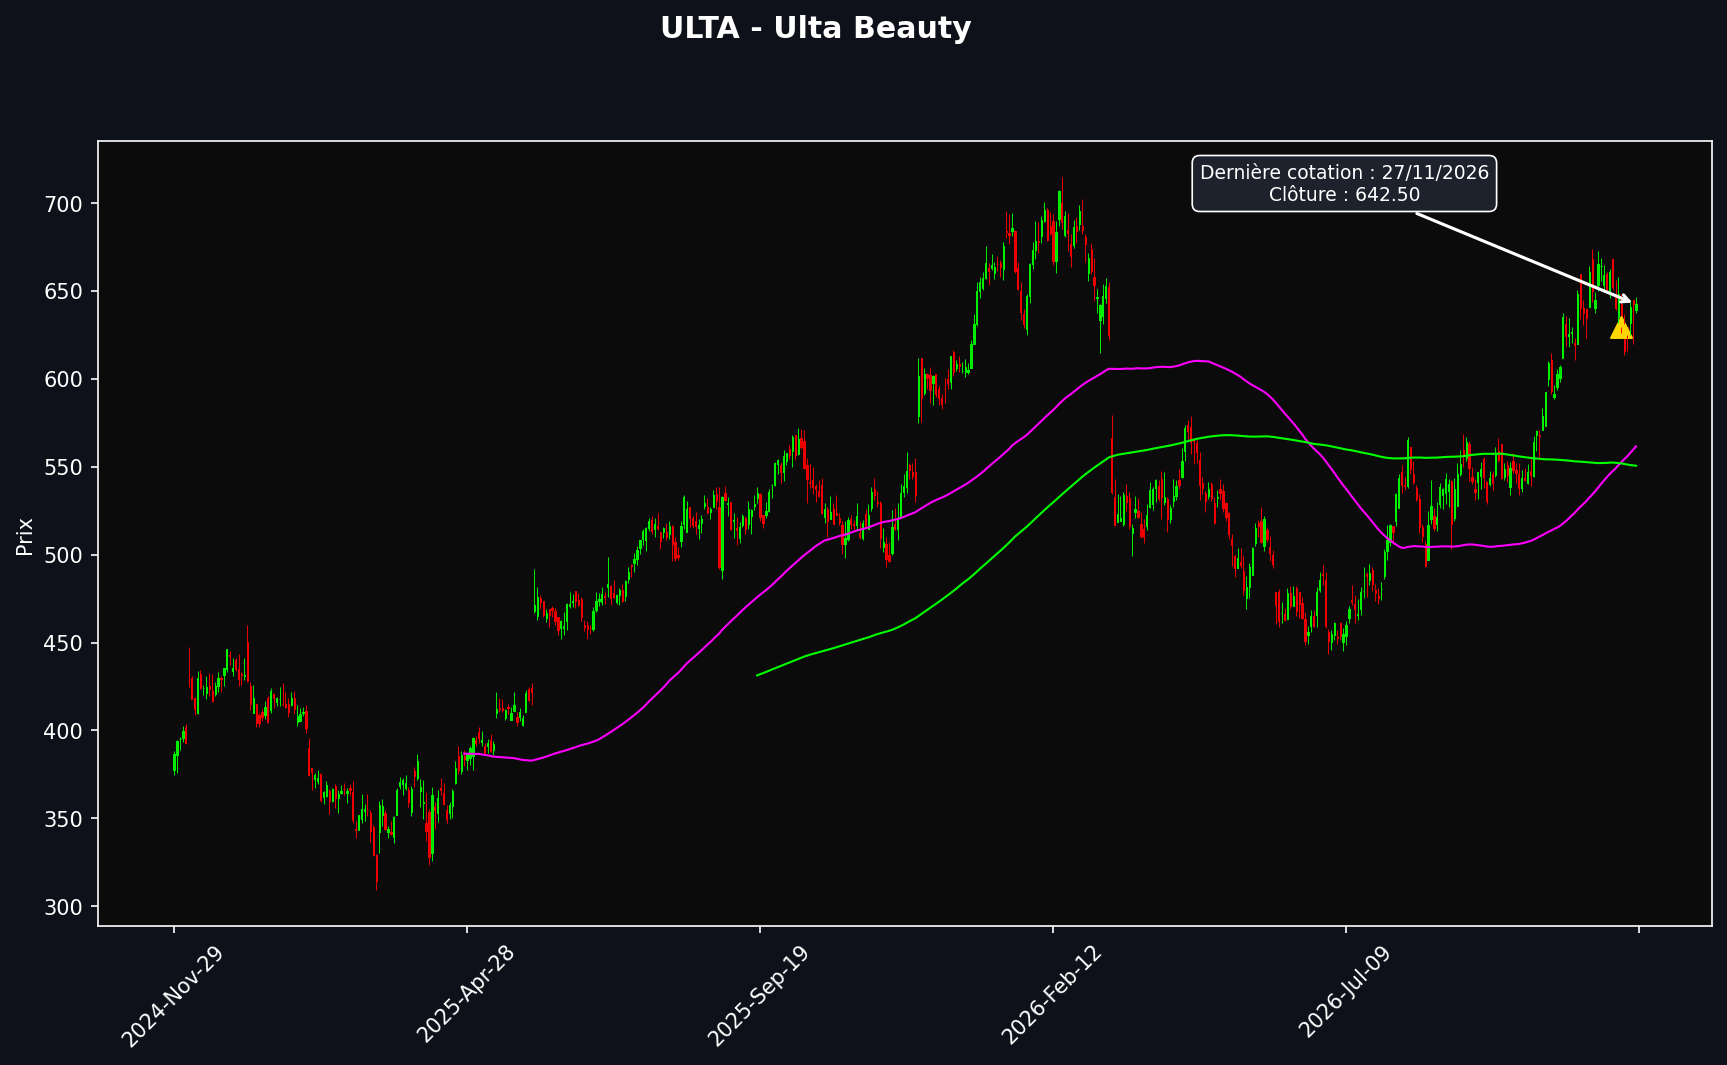 ULTA - Ulta Beauty
Dernière cotation : 27/11/2026
Clôture : 642.50
Prix
700
650
600
550
500
450
400
350
300
2024-Nov-29
2025-Apr-28
2025-Sep-19
2026-Feb-12
2026-Jul-09